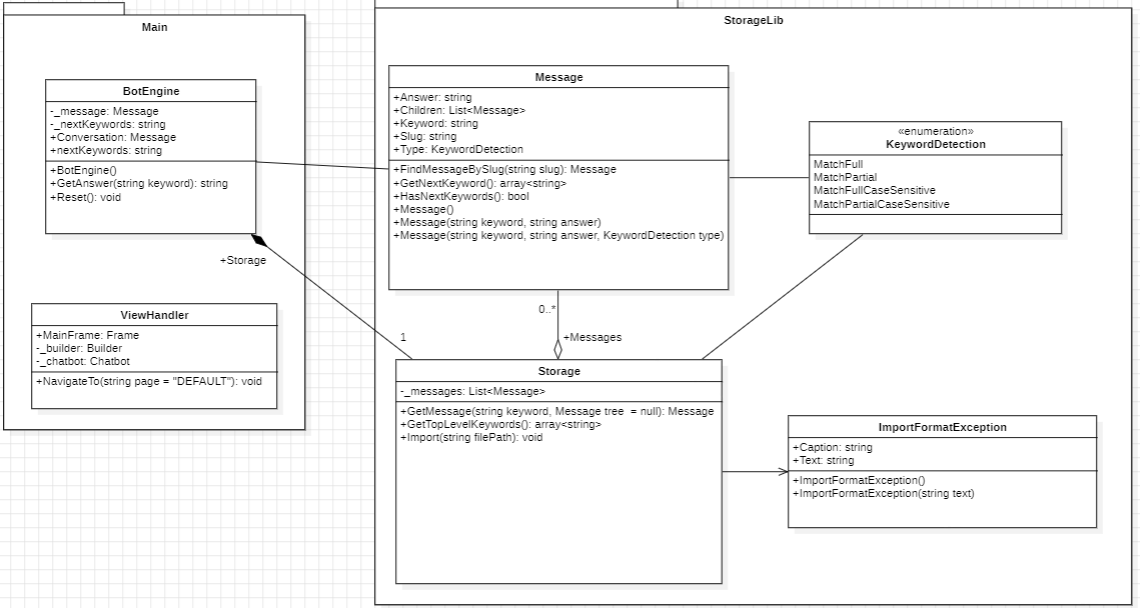 Main
BotEngine
-_message: Message
-_nextKeywords: string
+Conversation: Message
+nextKeywords: string
+BotEngine()
+GetAnswer(string keyword): string
+Reset(): void
+Storage
1
ViewHandler
+MainFrame: Frame
-_builder: Builder
-_chatbot: Chatbot
+NavigateTo(string page = "DEFAULT"): void
StorageLib
Message
+Answer: string
+Children: List<Message>
+Keyword: string
+Slug: string
+Type: KeywordDetection
+FindMessageBySlug(string slug): Message
+GetNextKeyword(): array<string>
+HasNextKeywords(): bool
+Message()
+Message(string keyword, string answer)
+Message(string keyword, string answer, KeywordDetection type)
«enumeration»
KeywordDetection
MatchFull
MatchPartial
MatchFullCaseSensitive
MatchPartialCaseSensitive
0..*
+Messages
Storage
-_messages: List<Message>
+GetMessage(string keyword, Message tree = null): Message
+GetTopLevelKeywords(): array<string>
+Import(string filePath): void
ImportFormatException
+Caption: string
+Text: string
+ImportFormatException()
+ImportFormatException(string text)